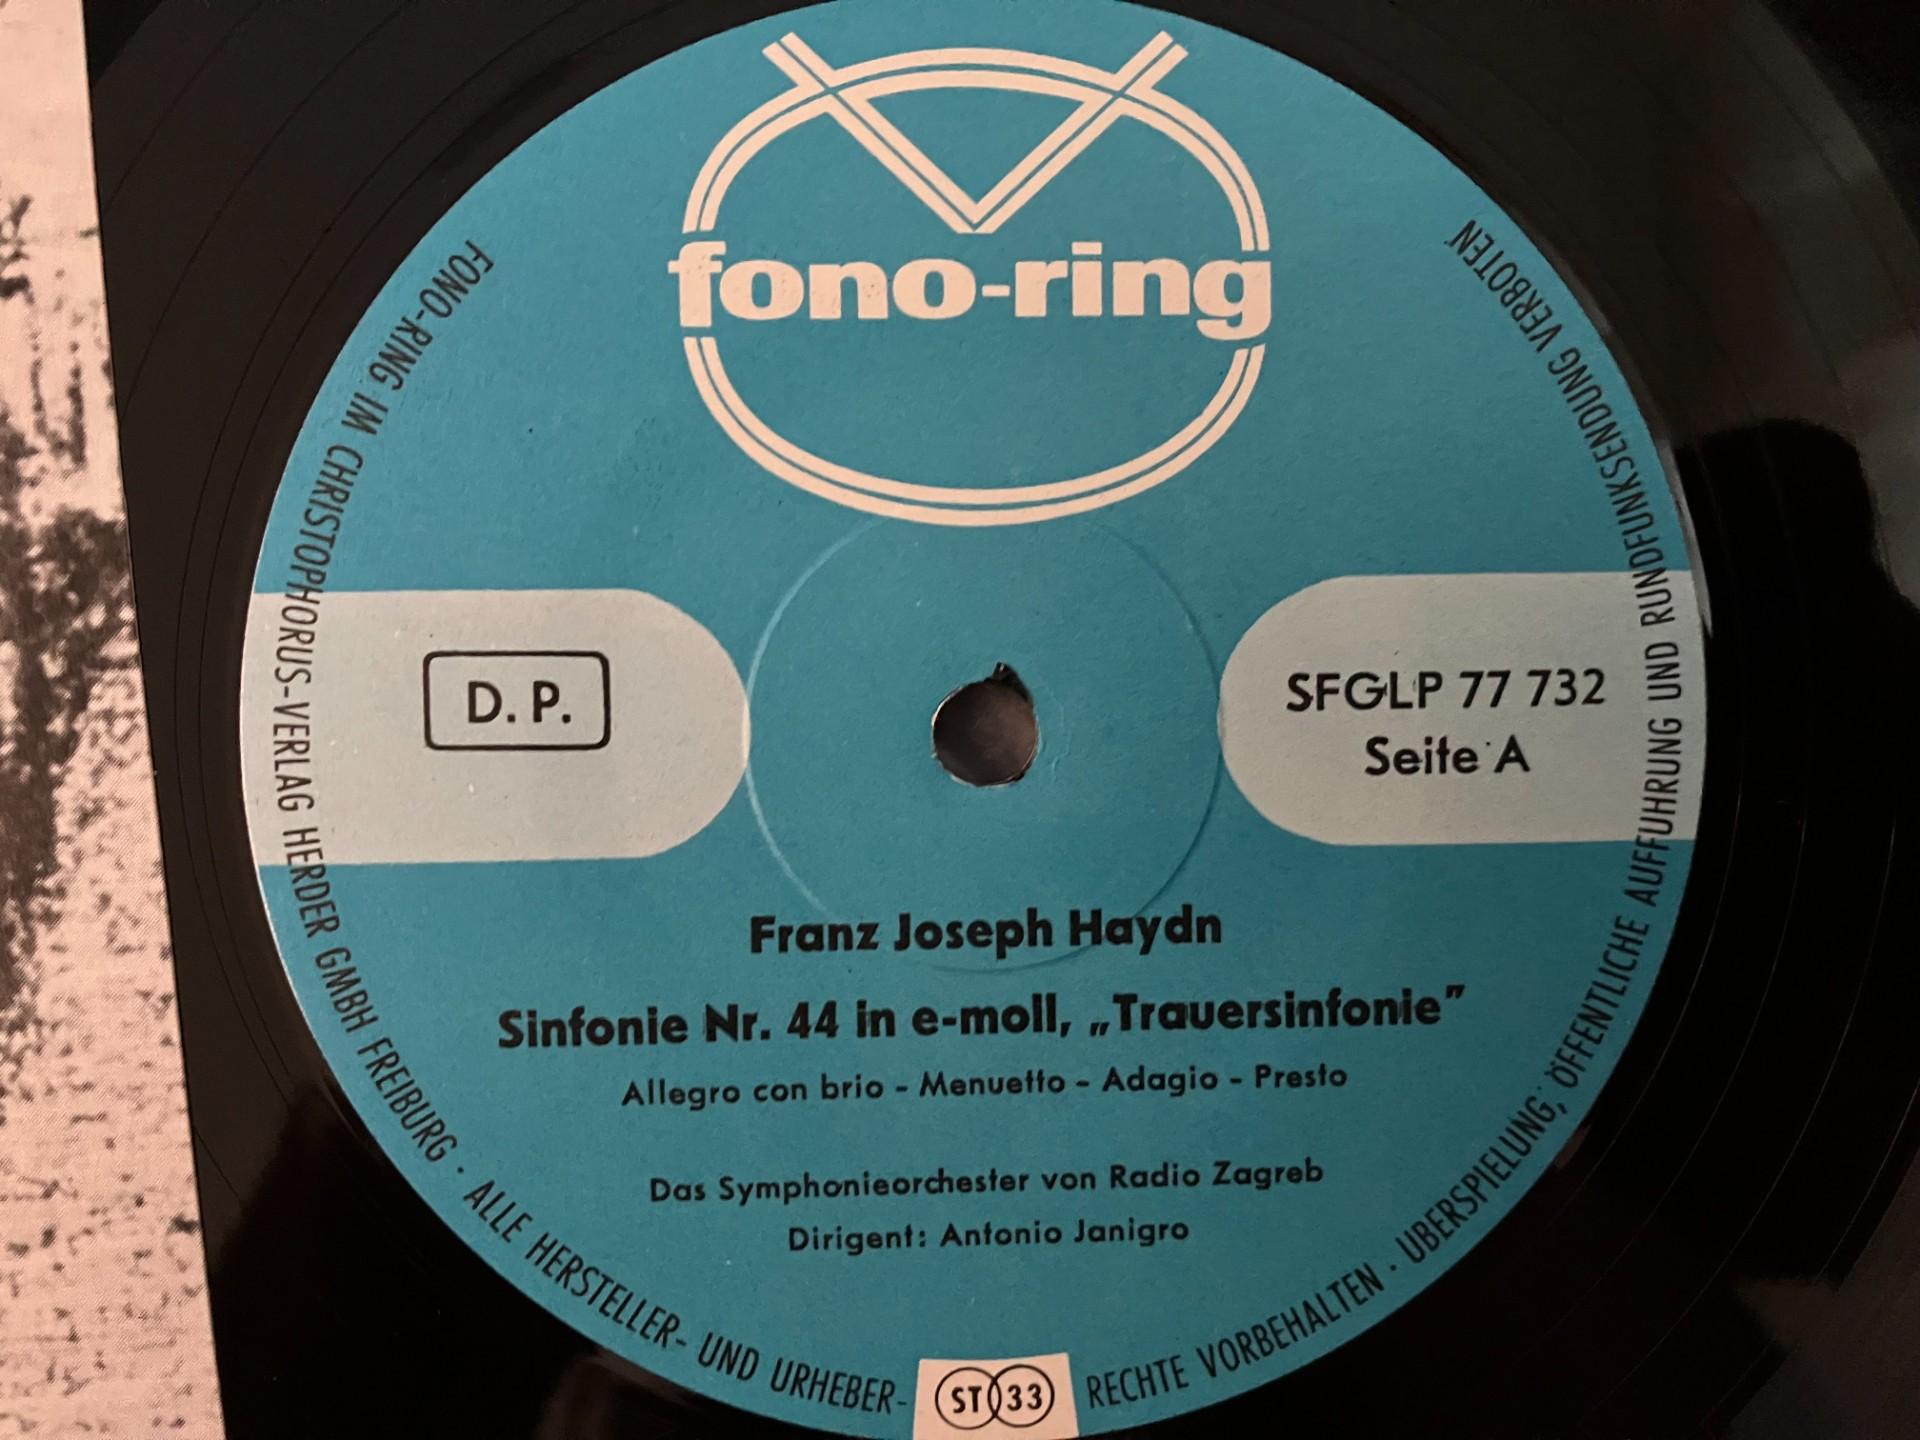 fono-ring
D. P.
SFGLP 77 732
Seite A
Franz Joseph Haydn
Sinfonie Nr. 44 in e-moll, „Trauersinfonie”
Allegro con brio - Menuetto - Adagio - Presto
Das Symphonieorchester von Radio Zagreb
Dirigent: Antonio Janigro
FONO-RING IM CHRISTOPHORUS-VERLAG HERDER GMBH FREIBURG · ALLE HERSTELLER- UND URHEBER-RECHTE VORBEHALTEN · ÜBERSPIELUNG, ÖFFENTLICHE AUFFÜHRUNG UND RUNDFUNKSENDUNG VERBOTEN
ST 33